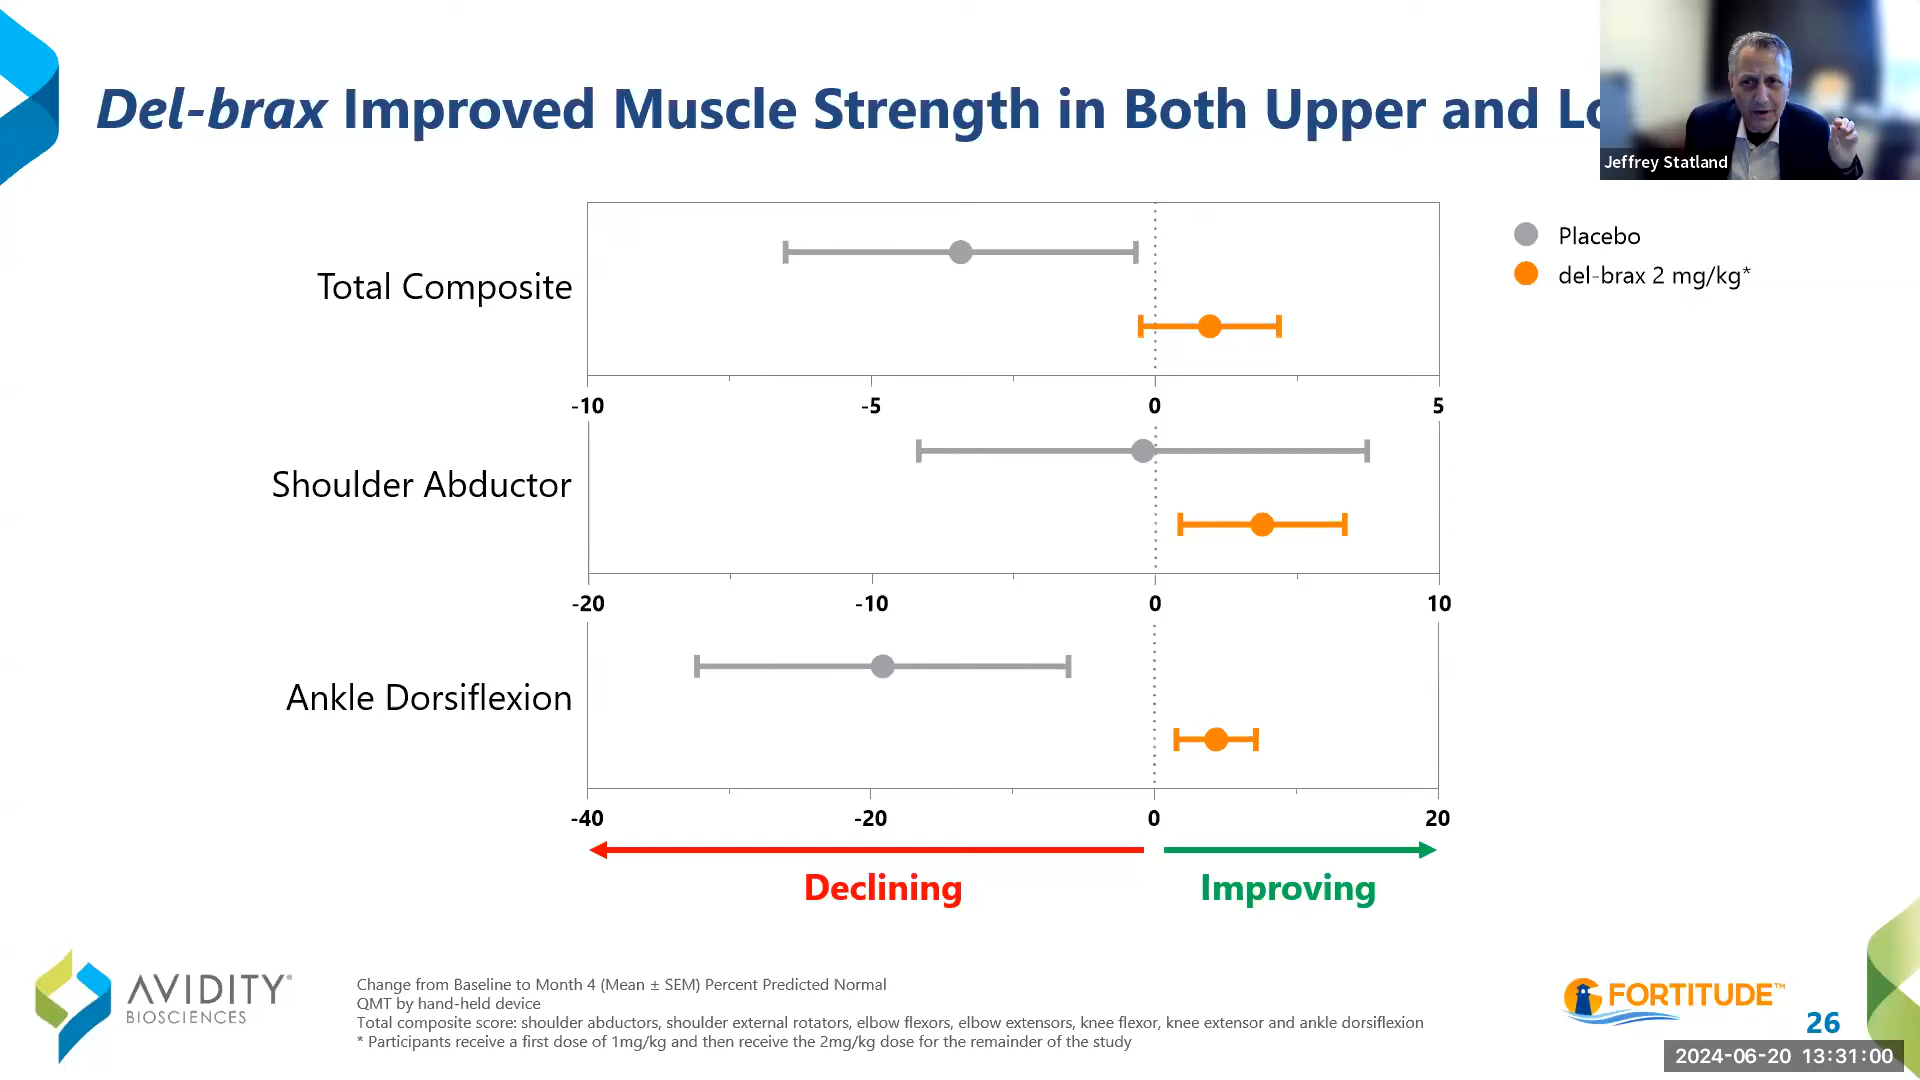 Del-brax Improved Muscle Strength in Both Upper and Lo
Jeffrey Statland
Placebo
del-brax 2 mg/kg*
Total Composite
-10 -5 0 5
Shoulder Abductor
-20 -10 0 10
Ankle Dorsiflexion
-40 -20 0 20
Declining Improving
AVIDITY®
BIOSCIENCES
Change from Baseline to Month 4 (Mean ± SEM) Percent Predicted Normal
QMT by hand-held device
Total composite score: shoulder abductors, shoulder external rotators, elbow flexors, elbow extensors, knee flexor, knee extensor and ankle dorsiflexion
* Participants receive a first dose of 1mg/kg and then receive the 2mg/kg dose for the remainder of the study
FORTITUDE™
26
2024-06-20 13:31:00